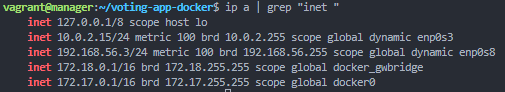 vagrant@manager:~/voting-app-docker$ ip a | grep "inet "
inet 127.0.0.1/8 scope host lo
inet 10.0.2.15/24 metric 100 brd 10.0.2.255 scope global dynamic enp0s3
inet 192.168.56.3/24 metric 100 brd 192.168.56.255 scope global dynamic enp0s8
inet 172.18.0.1/16 brd 172.18.255.255 scope global docker_gwbridge
inet 172.17.0.1/16 brd 172.17.255.255 scope global docker0